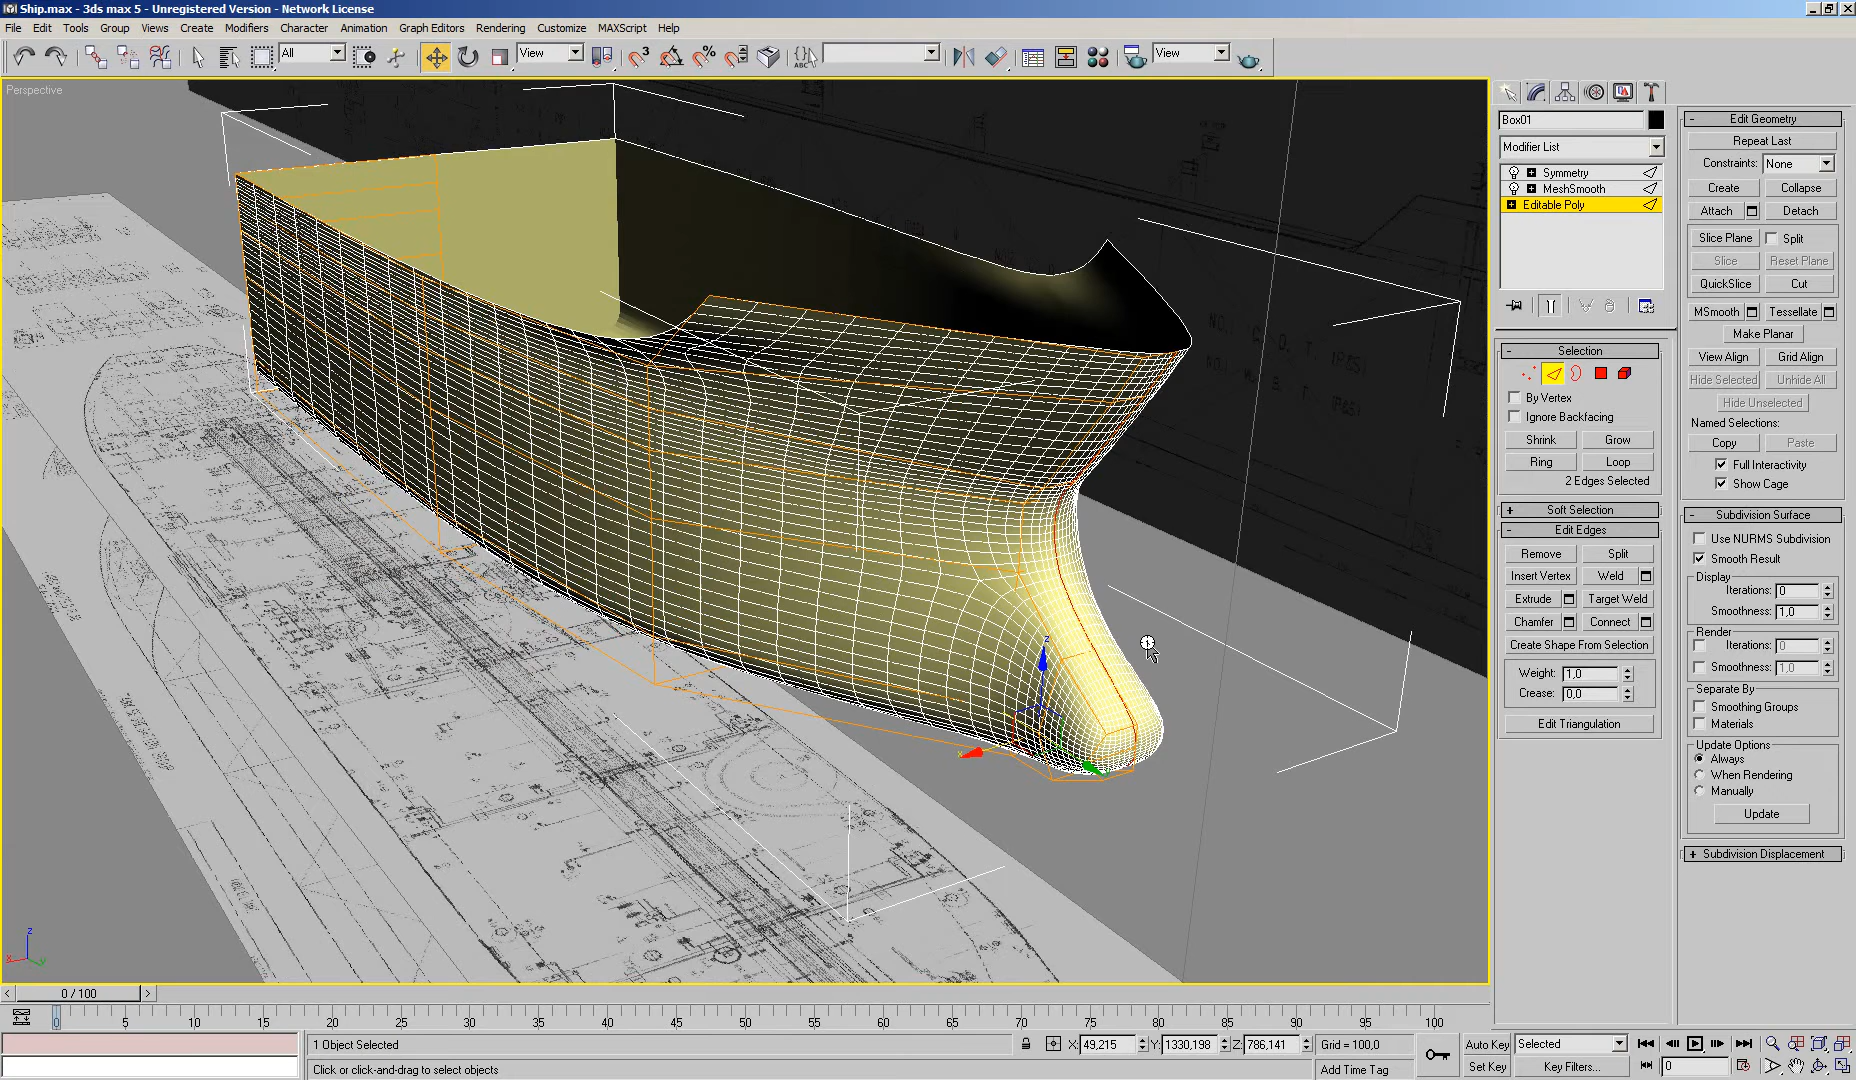 Ship.max - 3ds max 5 - Unregistered Version - Network License
File Edit Tools Group Views Create Modifiers Character Animation Graph Editors Rendering Customize MAXScript Help
All
View
3
%
ABC
View
Perspective
Box01
Modifier List
Symmetry
MeshSmooth
Editable Poly
- Selection
By Vertex
Ignore Backfacing
Shrink Grow
Ring Loop
2 Edges Selected
+ Soft Selection
- Edit Edges
Remove Split
Insert Vertex Weld
Extrude Target Weld
Chamfer Connect
Create Shape From Selection
Weight: 1,0
Crease: 0,0
Edit Triangulation
- Edit Geometry
Repeat Last
Constraints: None
Create Collapse
Attach Detach
Slice Plane Split
Slice Reset Plane
QuickSlice Cut
MSmooth Tessellate
Make Planar
View Align Grid Align
Hide Selected Unhide All
Hide Unselected
Named Selections:
Copy Paste
Full Interactivity
Show Cage
- Subdivision Surface
Use NURMS Subdivision
Smooth Result
Display
Iterations: 0
Smoothness: 1,0
Render
Iterations: 0
Smoothness: 1,0
Separate By
Smoothing Groups
Materials
Update Options
Always
When Rendering
Manually
Update
+ Subdivision Displacement
z
x
z
x y
0 / 100
0 5 10 15 20 25 30 35 40 45 50 55 60 65 70 75 80 85 90 95 100
1 Object Selected
X: 49,215 Y: 1330,198 Z: 786,141 Grid = 100,0
Auto Key Selected
Click or click-and-drag to select objects
Add Time Tag
Set Key Key Filters... 0